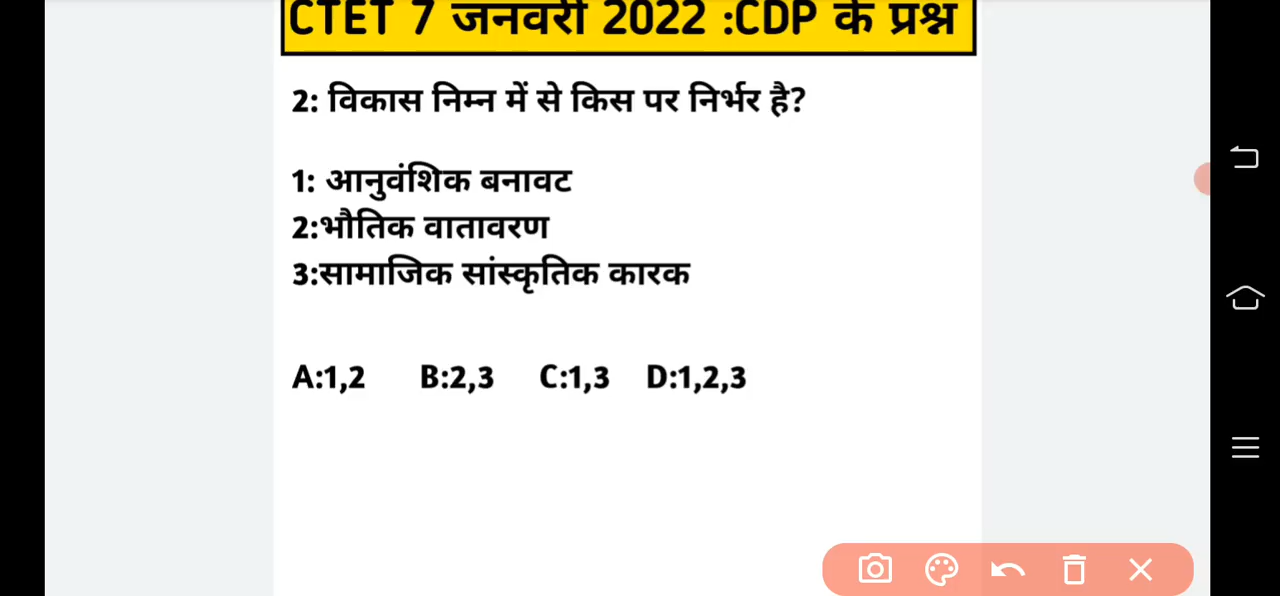 CTET 7 जनवरी 2022 :CDP के प्रश्न
2: विकास निम्न में से किस पर निर्भर है?
1: आनुवंशिक बनावट
2:भौतिक वातावरण
3:सामाजिक सांस्कृतिक कारक
A:1,2 B:2,3 C:1,3 D:1,2,3